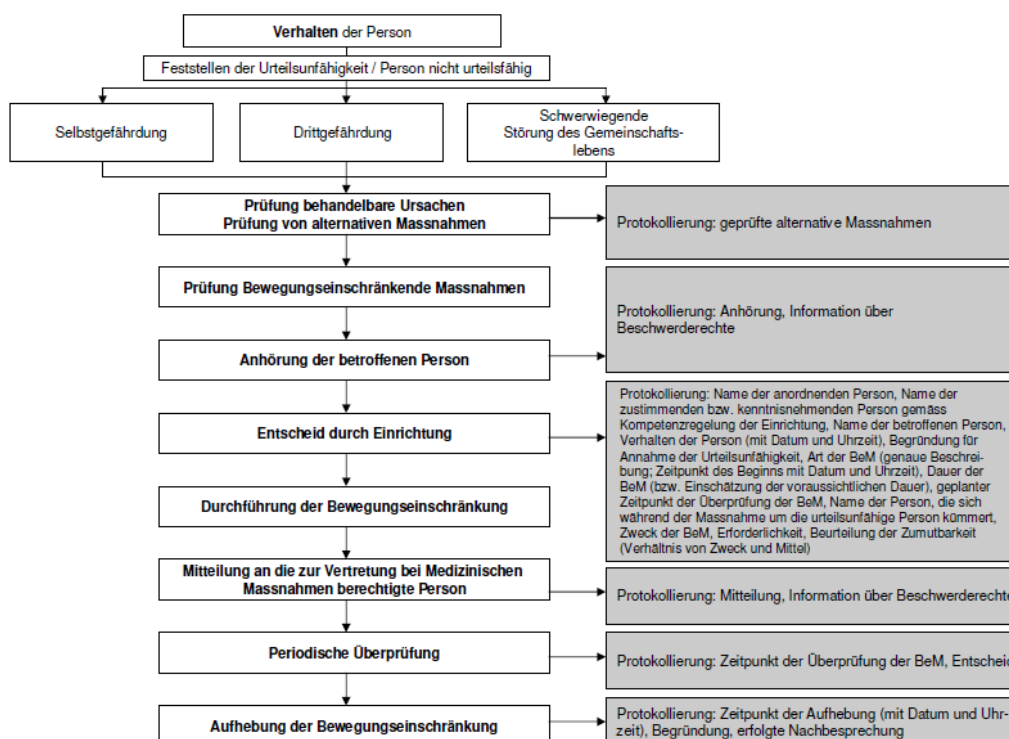 Verhalten der Person
Feststellen der Urteilsunfähigkeit / Person nicht urteilsfähig
Selbstgefährdung
Drittgefährdung
Schwerwiegende
Störung des Gemeinschafts-
lebens
Prüfung behandelbare Ursachen
Prüfung von alternativen Massnahmen
Protokollierung: geprüfte alternative Massnahmen
Prüfung Bewegungseinschränkende Massnahmen
Protokollierung: Anhörung, Information über
Beschwerderechte
Anhörung der betroffenen Person
Entscheid durch Einrichtung
Protokollierung: Name der anordnenden Person, Name der
zustimmenden bzw. kenntnisnehmenden Person gemäss
Kompetenzregelung der Einrichtung, Name der betroffenen Person,
Verhalten der Person (mit Datum und Uhrzeit), Begründung für
Annahme der Urteilsunfähigkeit, Art der BeM (genaue Beschrei-
bung; Zeitpunkt des Beginns mit Datum und Uhrzeit), Dauer der
BeM (bzw. Einschätzung der voraussichtlichen Dauer), geplanter
Zeitpunkt der Überprüfung der BeM, Name der Person, die sich
während der Massnahme um die urteilsunfähige Person kümmert,
Zweck der BeM, Erforderlichkeit, Beurteilung der Zumutbarkeit
(Verhältnis von Zweck und Mittel)
Durchführung der Bewegungseinschränkung
Mitteilung an die zur Vertretung bei Medizinischen
Massnahmen berechtigte Person
Protokollierung: Mitteilung, Information über Beschwerderechte
Periodische Überprüfung
Protokollierung: Zeitpunkt der Überprüfung der BeM, Entscheid
Aufhebung der Bewegungseinschränkung
Protokollierung: Zeitpunkt der Aufhebung (mit Datum und Uhr-
zeit), Begründung, erfolgte Nachbesprechung